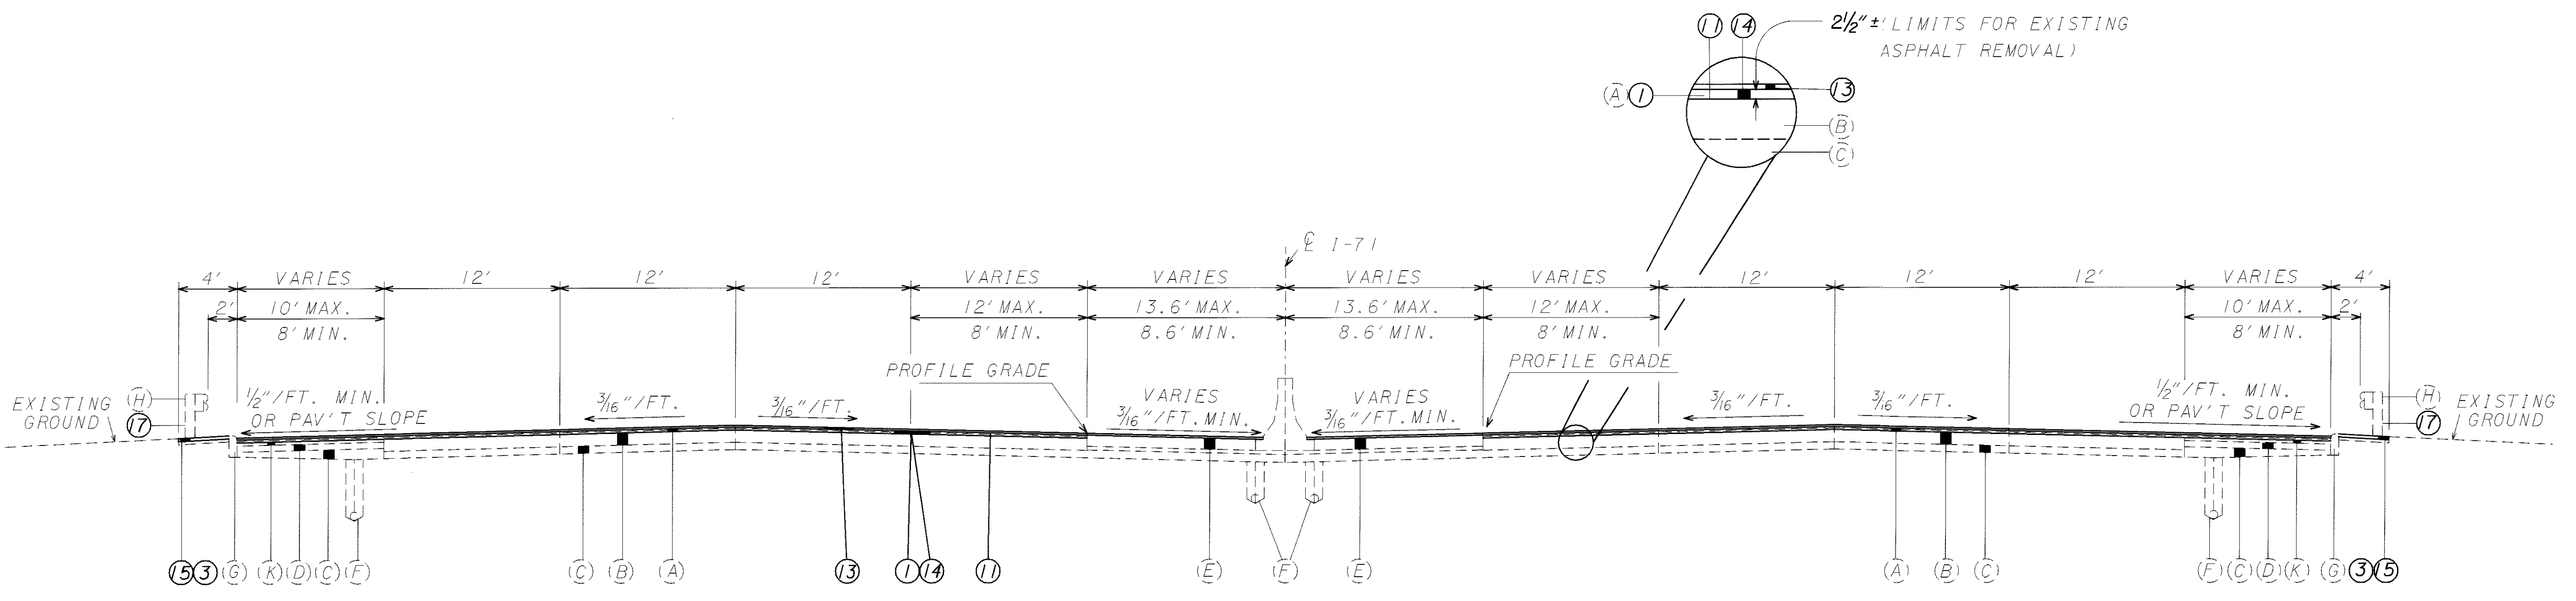 11 14
2½"± (LIMITS FOR EXISTING
ASPHALT REMOVAL)
A 1
13
B
C
℄ I-71
4' VARIES 12' 12' 12' VARIES VARIES VARIES VARIES 12' 12' 12' VARIES 4'
2' 10' MAX. 12' MAX. 13.6' MAX. 13.6' MAX. 12' MAX. 10' MAX. 2'
8' MIN. 8' MIN. 8.6' MIN. 8.6' MIN. 8' MIN. 8' MIN.
PROFILE GRADE
PROFILE GRADE
EXISTING
GROUND
H
17
½"/FT. MIN.
OR PAV'T SLOPE
3/16"/FT.
3/16"/FT.
VARIES
3/16"/FT. MIN.
VARIES
3/16"/FT. MIN.
3/16"/FT.
3/16"/FT.
½"/FT. MIN.
OR PAV'T SLOPE
H
17
EXISTING
GROUND
15 3 G K D C F C B A 13 1 14 11 E F E A B C F C D K G 3 15